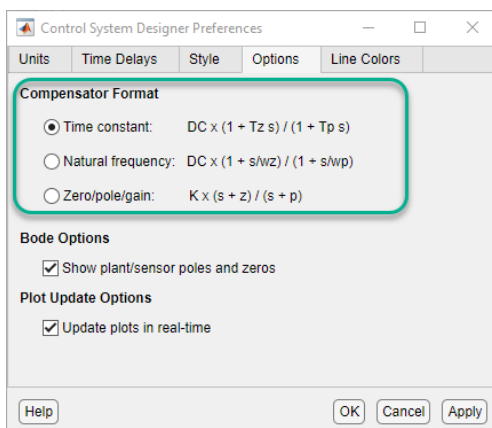 Control System Designer Preferences
Units Time Delays Style Options Line Colors
Compensator Format
Time constant: DC x (1 + Tz s) / (1 + Tp s)
Natural frequency: DC x (1 + s/wz) / (1 + s/wp)
Zero/pole/gain: K x (s + z) / (s + p)
Bode Options
Show plant/sensor poles and zeros
Plot Update Options
Update plots in real-time
Help OK Cancel Apply